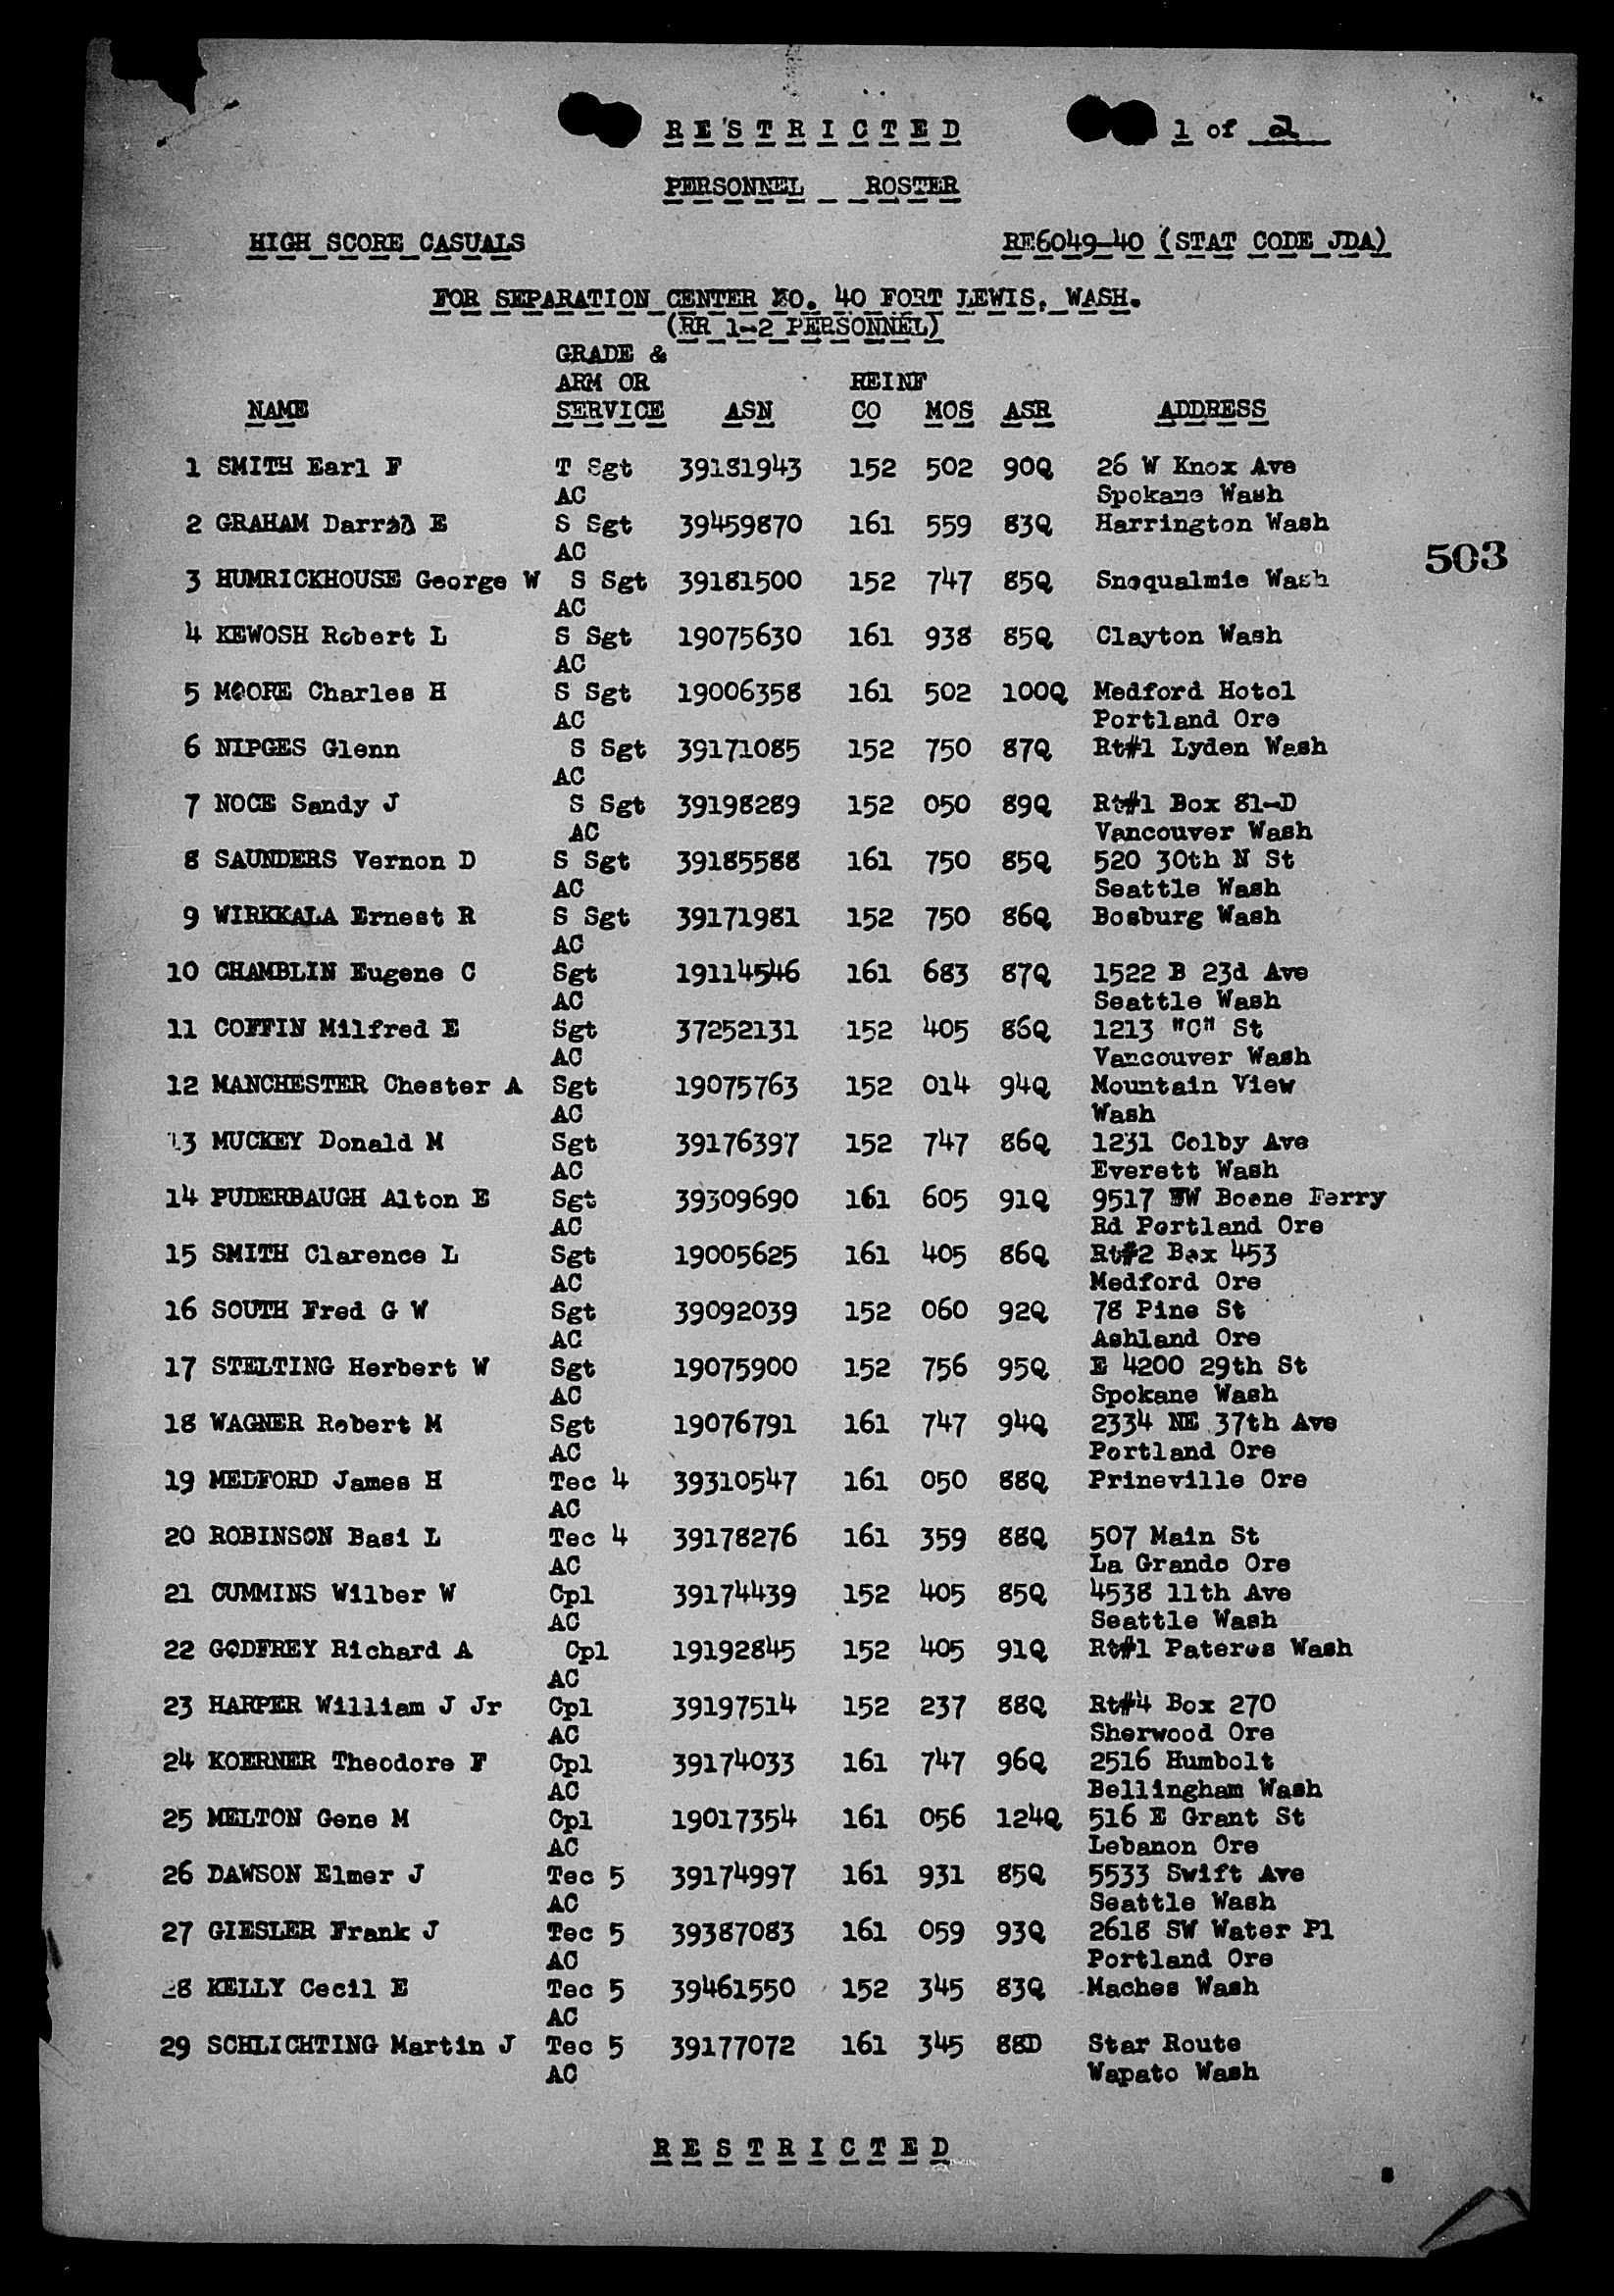 RESTRICTED 1 of 2
PERSONNEL ROSTER
HIGH SCORE CASUALS RE6049-40 (STAT CODE JDA)
FOR SEPARATION CENTER NO. 40 FORT LEWIS, WASH.
(RR 1-2 PERSONNEL)
GRADE &
ARM OR REINF
NAME SERVICE ASN CO MOS ASR ADDRESS
1 SMITH Earl F T Sgt 39181943 152 502 90Q 26 W Knox Ave
AC Spokane Wash
2 GRAHAM E S Sgt 39459870 161 559 83Q Harrington Wash
AC
503
3 HUMRICKHOUSE George W S Sgt 39181500 152 747 85Q Snoqualmie Wash
AC
4 KEWOSH Robert L S Sgt 19075630 161 938 85Q Clayton Wash
AC
5 MOORE Charles H S Sgt 19006358 161 502 100Q Medford Hotel
AC Portland Ore
6 NIPGES Glenn S Sgt 39171085 152 750 87Q Rt#1 Lyden Wash
AC
7 NOCE Sandy J S Sgt 39198289 152 050 89Q Rt#1 Box 81-D
AC Vancouver Wash
8 SAUNDERS Vernon D S Sgt 39185588 161 750 85Q 520 30th N St
AC Seattle Wash
9 WIRKKALA Ernest R S Sgt 39171981 152 750 86Q Bosburg Wash
AC
10 CHAMBLIN Eugene C Sgt 19114546 161 683 87Q 1522 B 23d Ave
AC Seattle Wash
11 COFFIN Milfred E Sgt 37252131 152 405 86Q 1213 "C" St
AC Vancouver Wash
12 MANCHESTER Chester A Sgt 19075763 152 014 94Q Mountain View
AC Wash
13 MUCKEY Donald M Sgt 39176397 152 747 86Q 1231 Colby Ave
AC Everett Wash
14 PUDERBAUGH Alton E Sgt 39309690 161 605 91Q 9517 SW Boone Ferry
AC Rd Portland Ore
15 SMITH Clarence L Sgt 19005625 161 405 86Q Rt#2 Box 453
AC Medford Ore
16 SOUTH Fred G W Sgt 39092039 152 060 92Q 78 Pine St
AC Ashland Ore
17 STELTING Herbert W Sgt 19075900 152 756 95Q E 4200 29th St
AC Spokane Wash
18 WAGNER Robert M Sgt 19076791 161 747 94Q 2334 NE 37th Ave
AC Portland Ore
19 MEDFORD James H Tec 4 39310547 161 050 88Q Prineville Ore
AC
20 ROBINSON Basi L Tec 4 39178276 161 359 88Q 507 Main St
AC La Grande Ore
21 CUMMINS Wilber W Cpl 39174439 152 405 85Q 4538 11th Ave
AC Seattle Wash
22 GODFREY Richard A Cpl 19192845 152 405 91Q Rt#1 Pateros Wash
AC
23 HARPER William J Jr Cpl 39197514 152 237 88Q Rt#4 Box 270
AC Sherwood Ore
24 KOERNER Theodore F Cpl 39174033 161 747 96Q 2516 Humbolt
AC Bellingham Wash
25 MELTON Gene M Cpl 19017354 161 056 124Q 516 E Grant St
AC Lebanon Ore
26 DAWSON Elmer J Tec 5 39174997 161 931 85Q 5533 Swift Ave
AC Seattle Wash
27 GIESLER Frank J Tec 5 39387083 161 059 93Q 2618 SW Water Pl
AC Portland Ore
28 KELLY Cecil E Tec 5 39461550 152 345 83Q Maches Wash
AC
29 SCHLICHTING Martin J Tec 5 39177072 161 345 88D Star Route
AC Wapato Wash
RESTRICTED